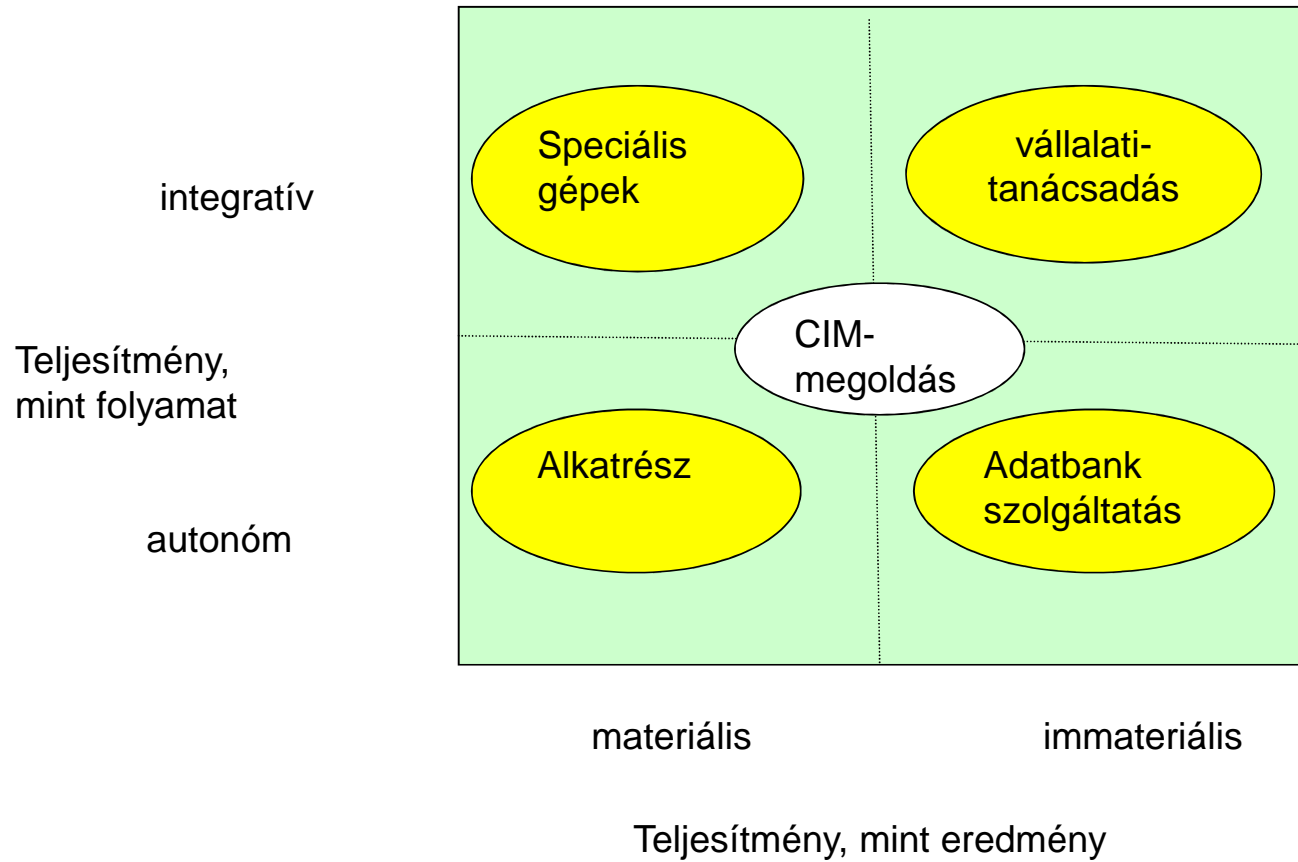 Speciális
gépek
vállalati-
tanácsadás
integratív
CIM-
megoldás
Teljesítmény,
mint folyamat
Alkatrész
Adatbank
szolgáltatás
autonóm
materiális
immateriális
Teljesítmény, mint eredmény